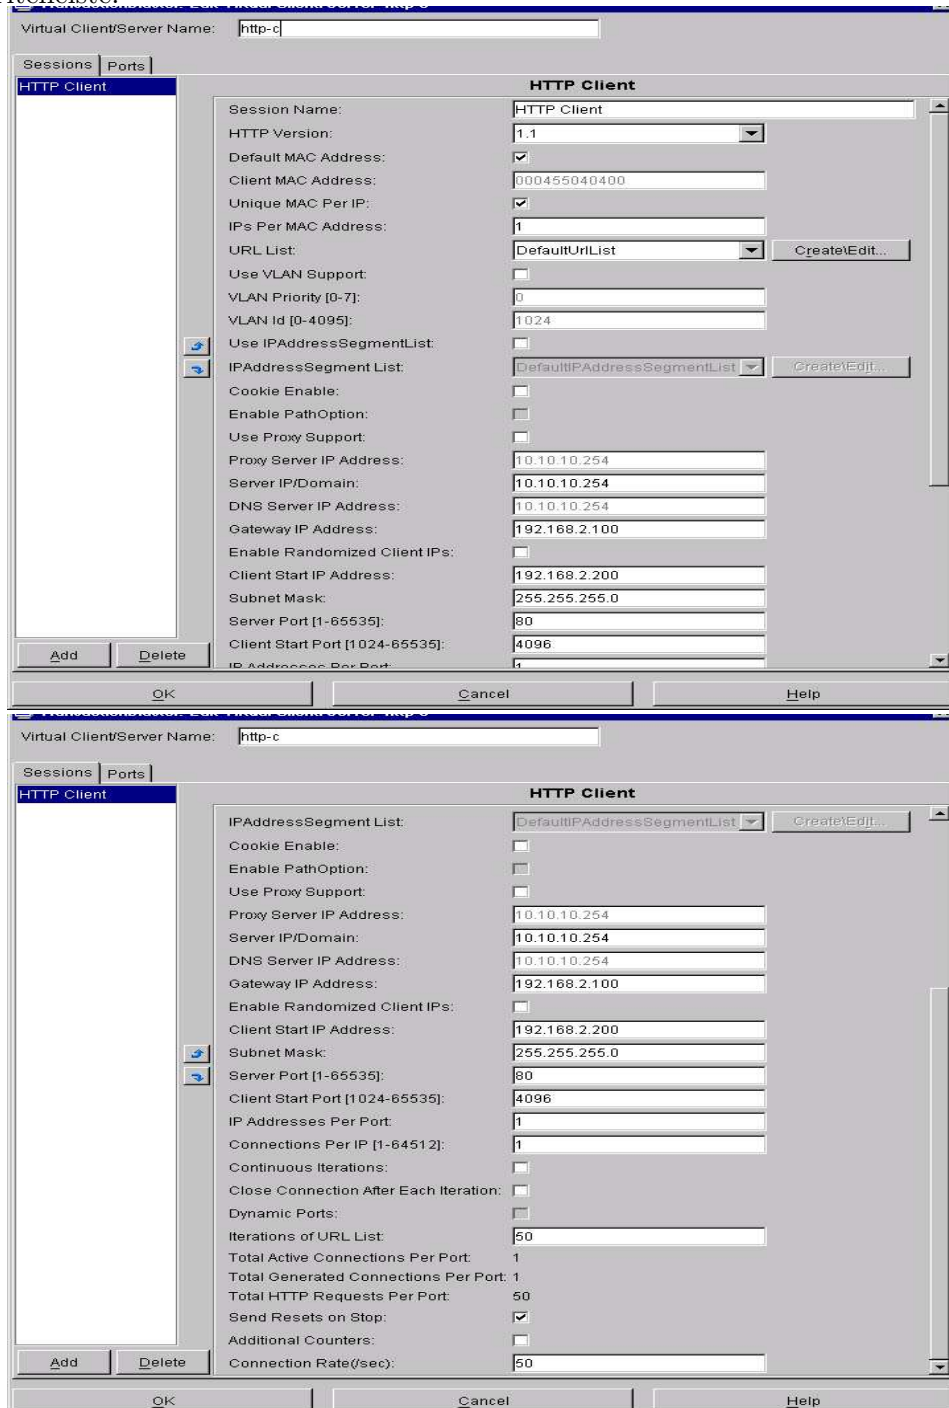 Virtual Client/Server Name: http-c
Sessions Ports
HTTP Client
HTTP Client
Session Name: HTTP Client
HTTP Version: 1.1
Default MAC Address:
Client MAC Address: 000455040400
Unique MAC Per IP:
IPs Per MAC Address: 1
URL List: DefaultUrlList Create\Edit...
Use VLAN Support:
VLAN Priority [0-7]: 0
VLAN Id [0-4095]: 1024
Use IPAddressSegmentList:
IPAddressSegment List: DefaultIPAddressSegmentList Create\Edit...
Cookie Enable:
Enable PathOption:
Use Proxy Support:
Proxy Server IP Address: 10.10.10.254
Server IP/Domain: 10.10.10.254
DNS Server IP Address: 10.10.10.254
Gateway IP Address: 192.168.2.100
Enable Randomized Client IPs:
Client Start IP Address: 192.168.2.200
Subnet Mask: 255.255.255.0
Server Port [1-65535]: 80
Client Start Port [1024-65535]: 4096
IP Addresses Per Port: 1
Add Delete
OK Cancel Help
Virtual Client/Server Name: http-c
Sessions Ports
HTTP Client
HTTP Client
IPAddressSegment List: DefaultIPAddressSegmentList Create\Edit...
Cookie Enable:
Enable PathOption:
Use Proxy Support:
Proxy Server IP Address: 10.10.10.254
Server IP/Domain: 10.10.10.254
DNS Server IP Address: 10.10.10.254
Gateway IP Address: 192.168.2.100
Enable Randomized Client IPs:
Client Start IP Address: 192.168.2.200
Subnet Mask: 255.255.255.0
Server Port [1-65535]: 80
Client Start Port [1024-65535]: 4096
IP Addresses Per Port: 1
Connections Per IP [1-64512]: 1
Continuous Iterations:
Close Connection After Each Iteration:
Dynamic Ports:
Iterations of URL List: 50
Total Active Connections Per Port: 1
Total Generated Connections Per Port: 1
Total HTTP Requests Per Port: 50
Send Resets on Stop:
Additional Counters:
Connection Rate(/sec): 50
Add Delete
OK Cancel Help